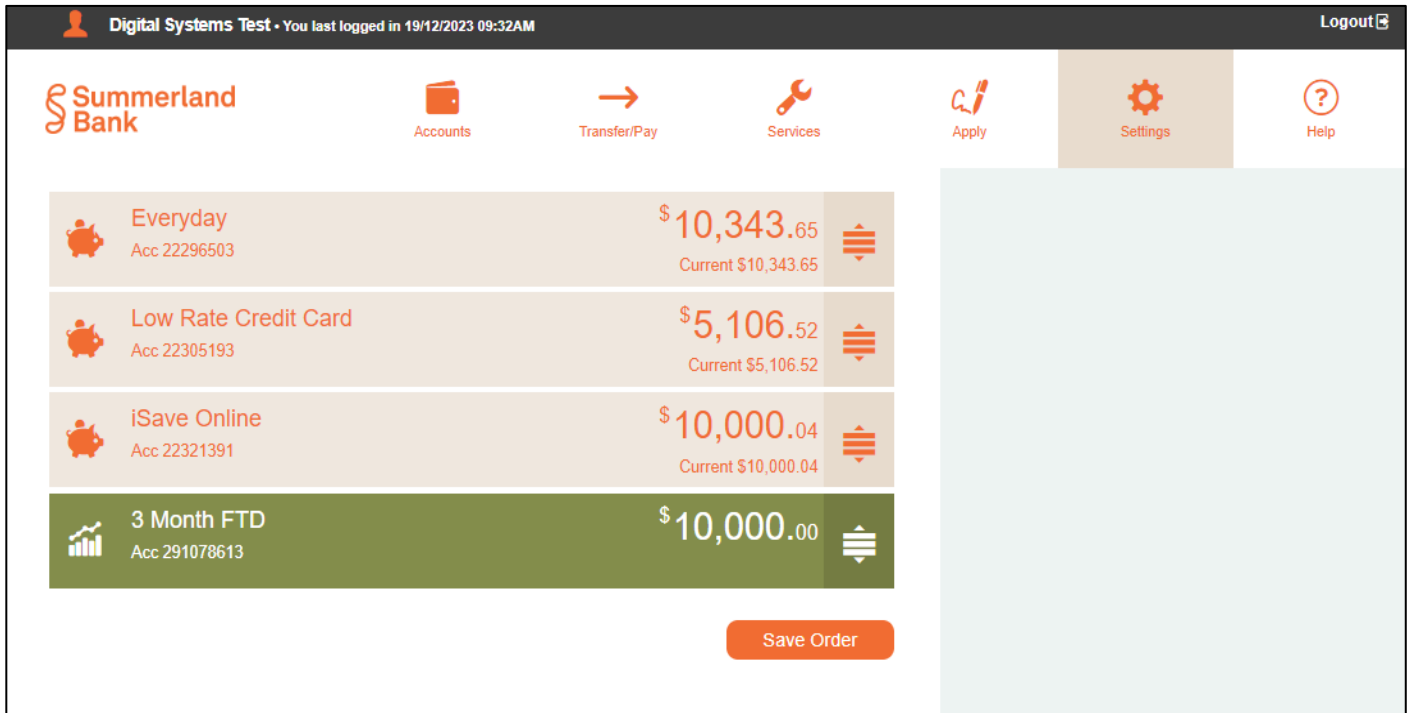 Digital Systems Test • You last logged in 19/12/2023 09:32AM
Logout
Summerland
Bank
Accounts
Transfer/Pay
Services
Apply
Settings
Help
Everyday
$10,343.65
Acc 22296503
Current $10,343.65
Low Rate Credit Card
$5,106.52
Acc 22305193
Current $5,106.52
iSave Online
$10,000.04
Acc 22321391
Current $10,000.04
3 Month FTD
$10,000.00
Acc 291078613
Save Order